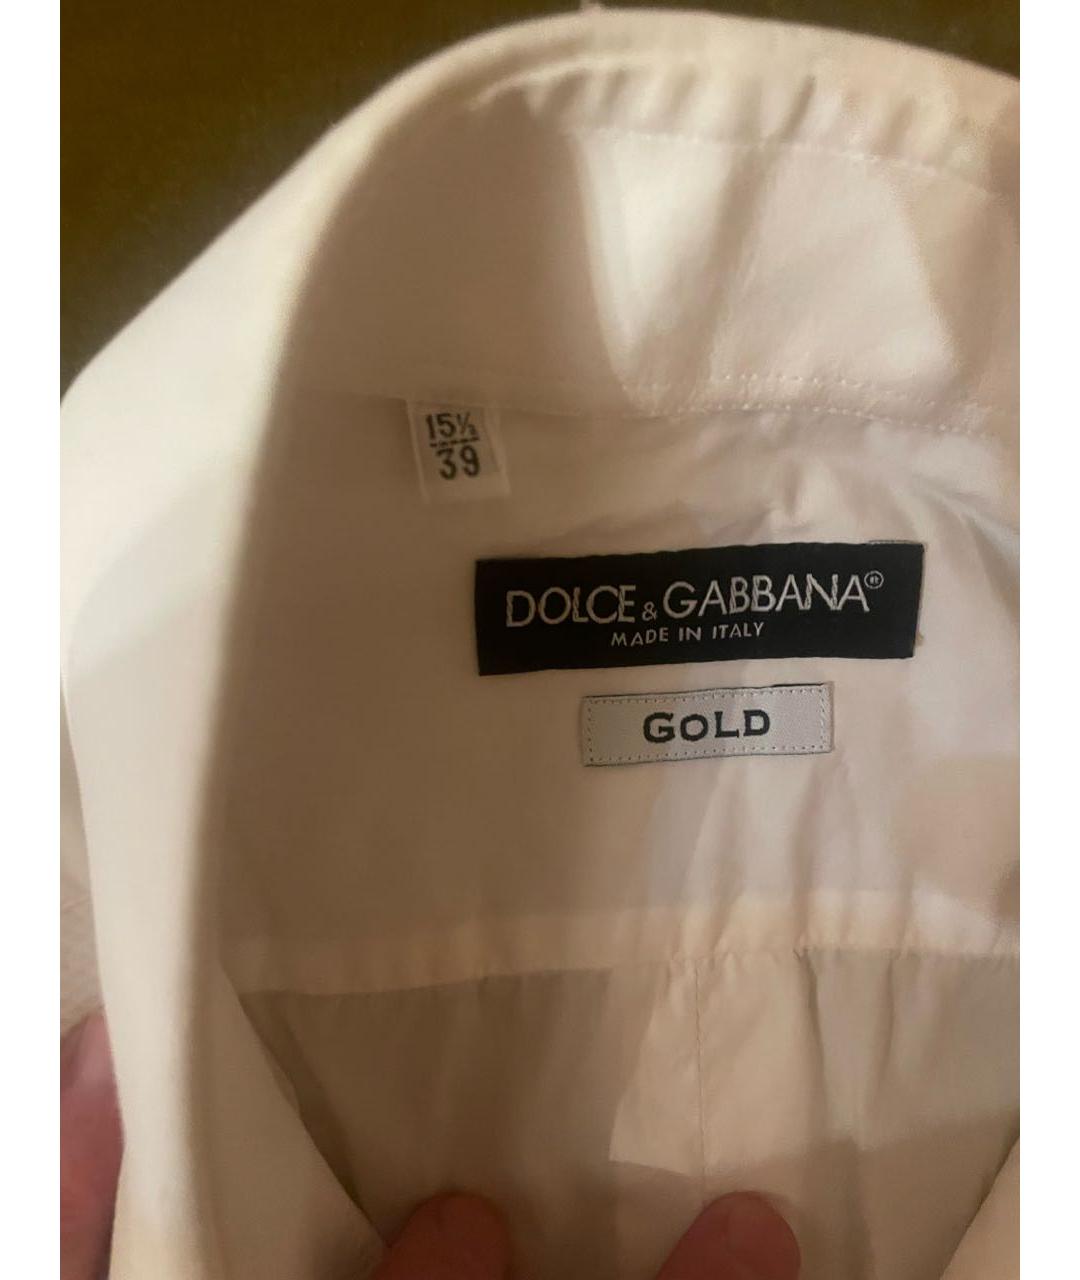 15½
39
DOLCE & GABBANA®
MADE IN ITALY
GOLD